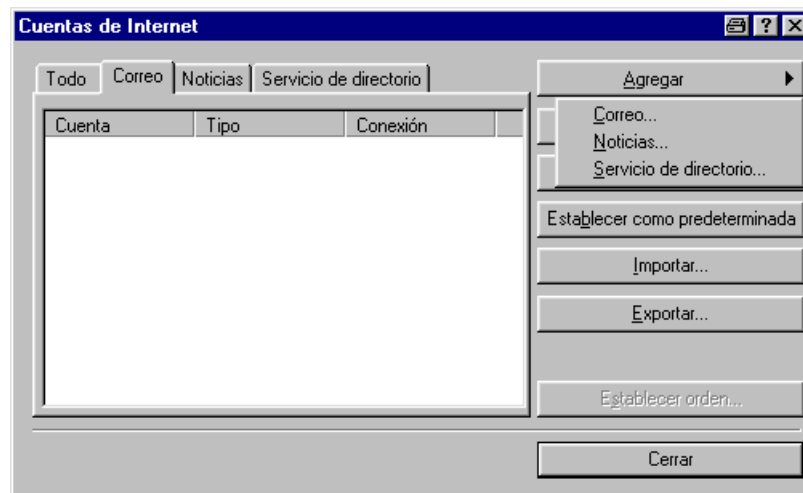 Cuentas de Internet
Todo Correo Noticias Servicio de directorio
Cuenta Tipo Conexión
Agregar
Correo...
Noticias...
Servicio de directorio...
Establecer como predeterminada
Importar...
Exportar...
Establecer orden...
Cerrar